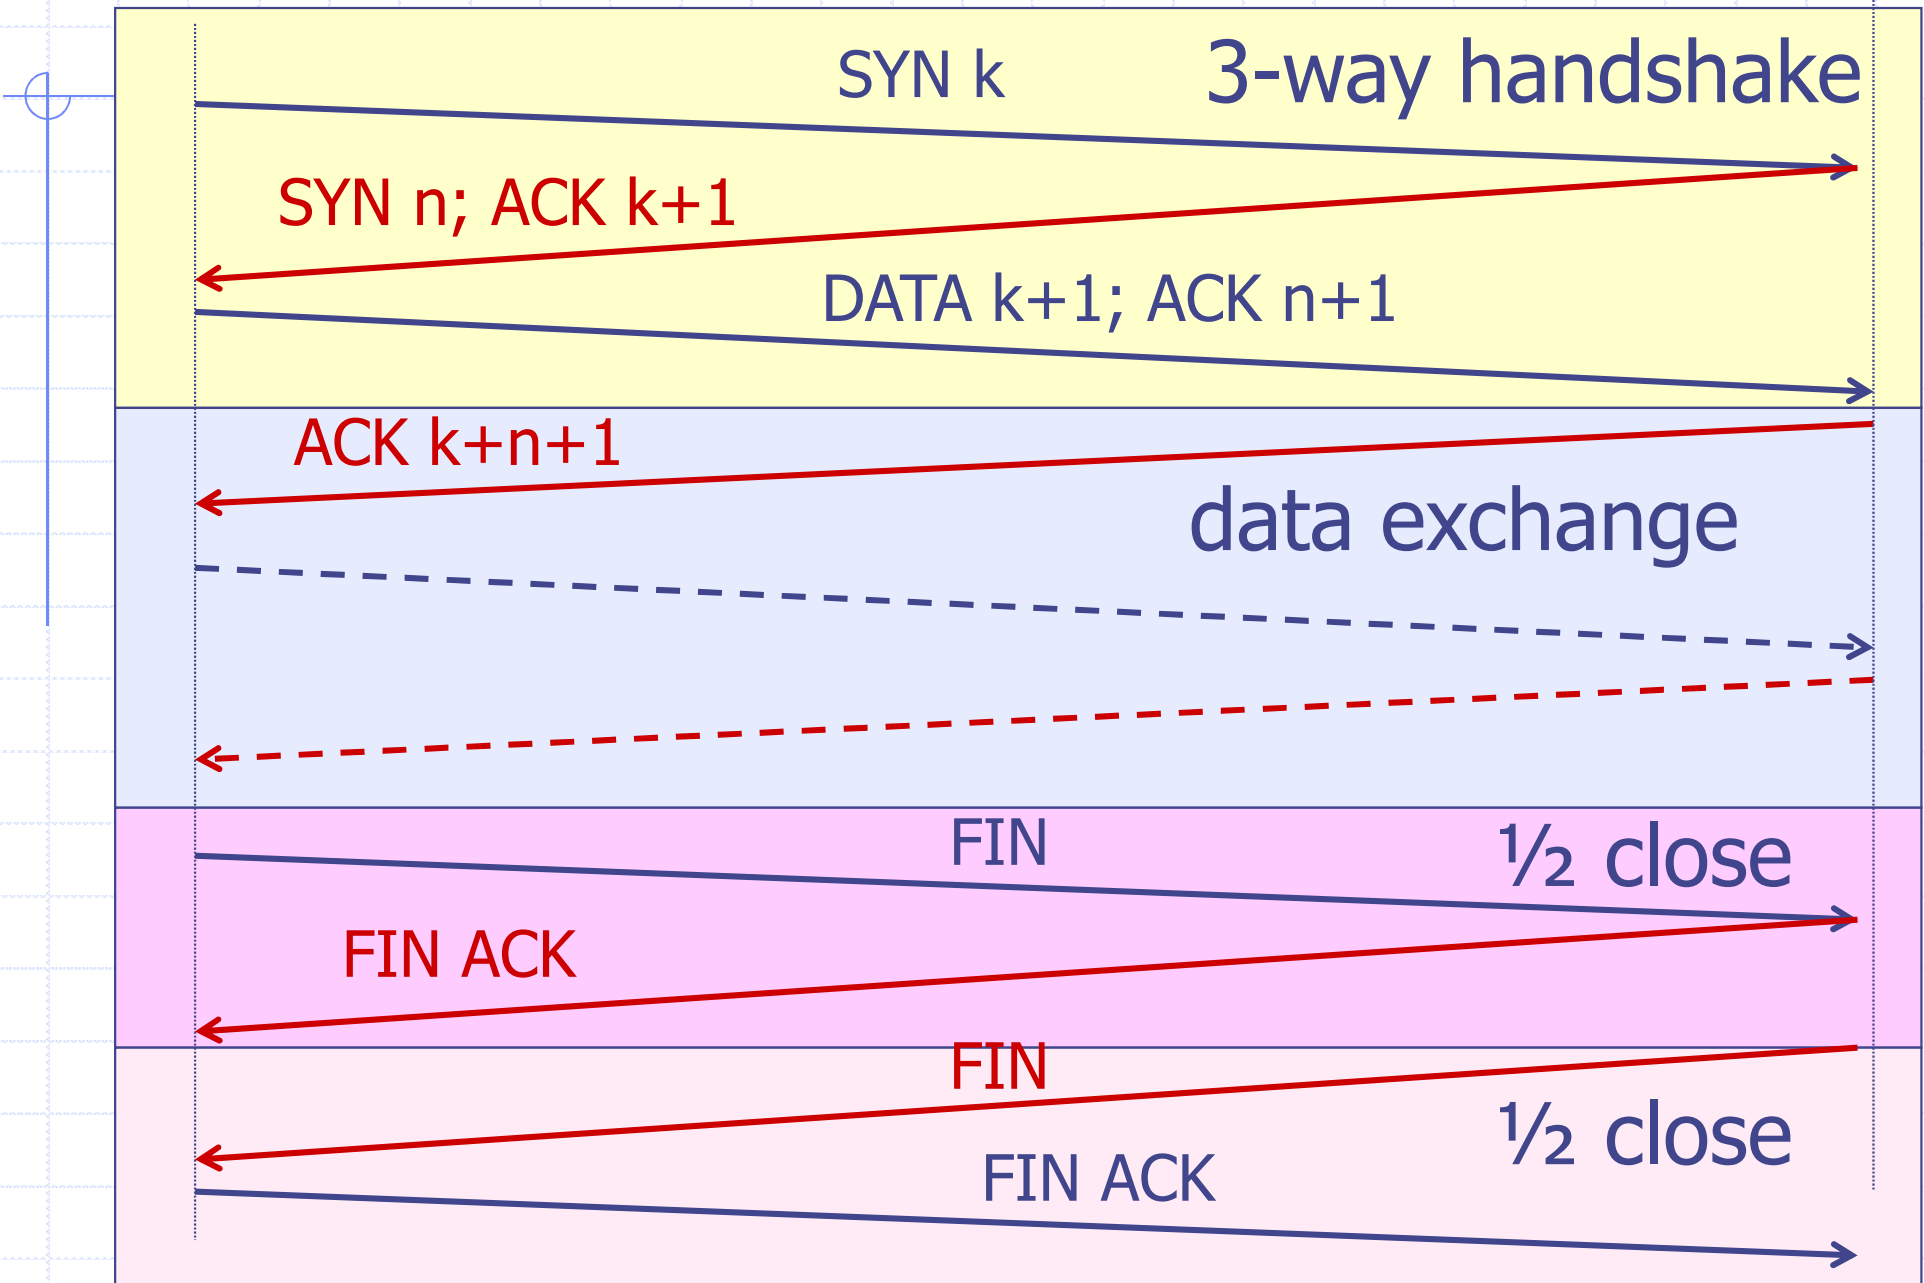 SYN k
3-way handshake
SYN n; ACK k+1
DATA k+1; ACK n+1
ACK k+n+1
data exchange
FIN
½ close
FIN ACK
FIN
½ close
FIN ACK